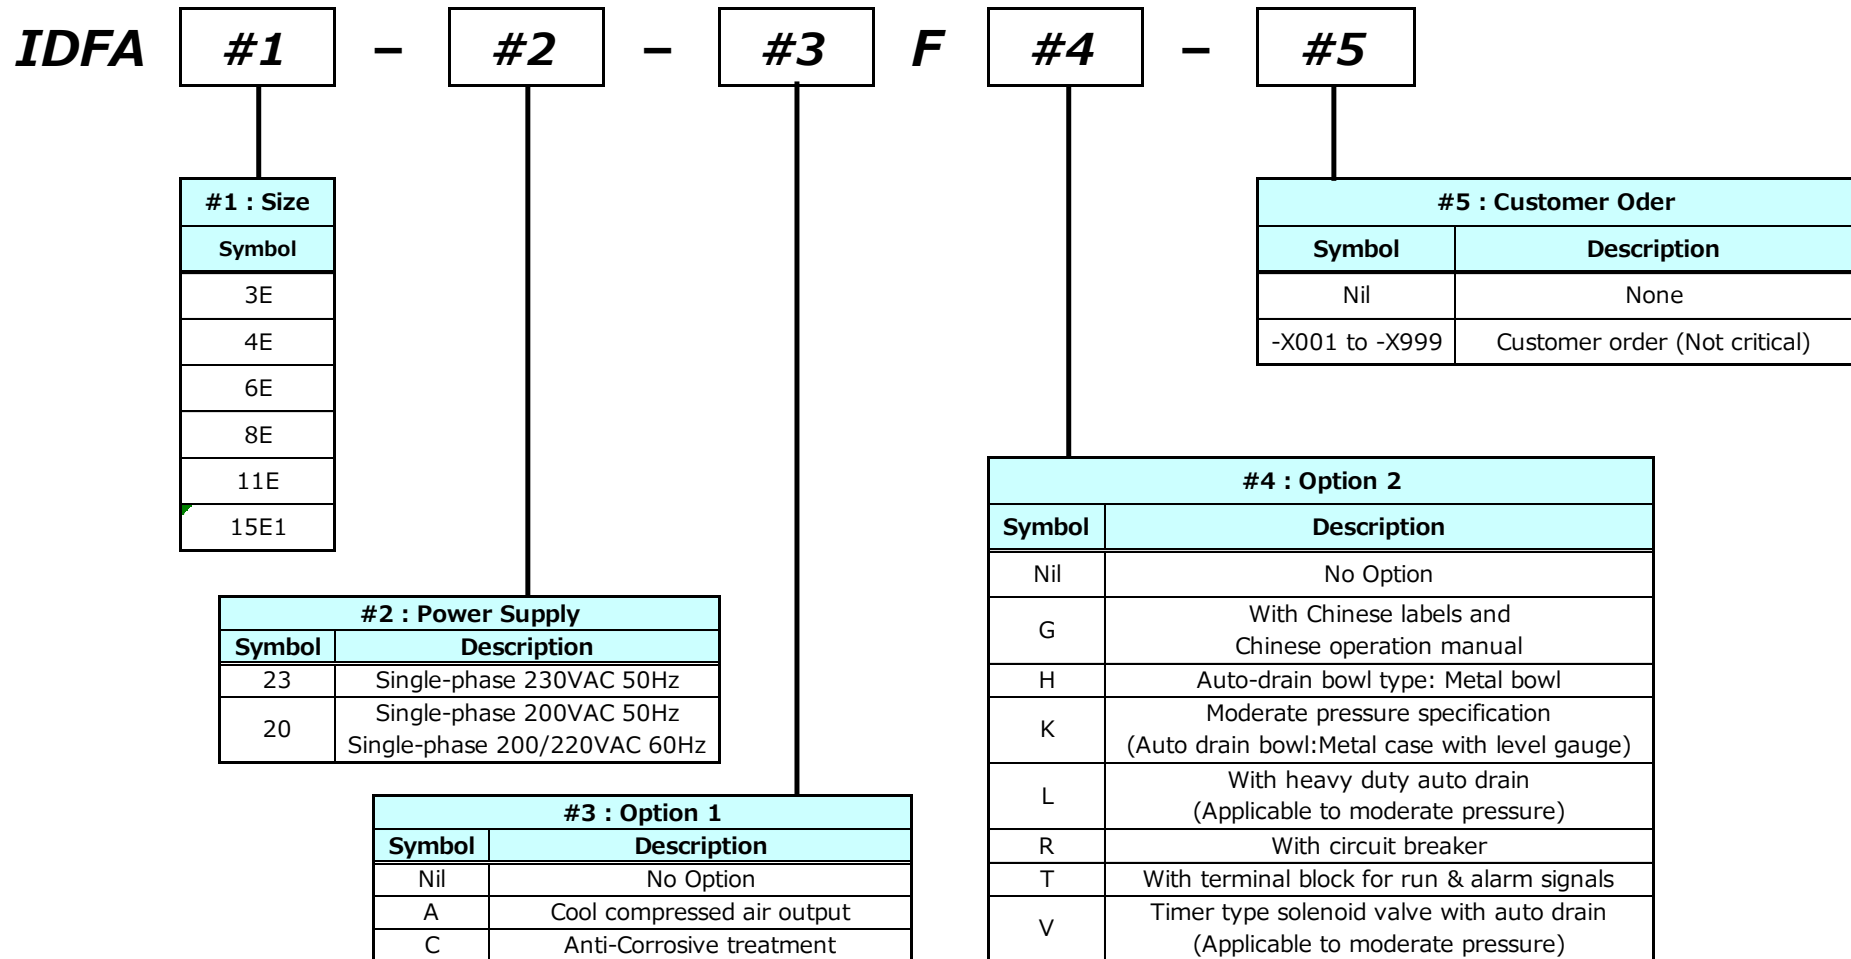 IDFA #1 – #2 – #3 F #4 – #5
#1 : Size
Symbol
3E
4E
6E
8E
11E
15E1
#5 : Customer Oder
Symbol Description
Nil None
-X001 to -X999 Customer order (Not critical)
#2 : Power Supply
Symbol Description
23 Single-phase 230VAC 50Hz
20 Single-phase 200VAC 50Hz
Single-phase 200/220VAC 60Hz
#3 : Option 1
Symbol Description
Nil No Option
A Cool compressed air output
C Anti-Corrosive treatment
#4 : Option 2
Symbol Description
Nil No Option
G With Chinese labels and
Chinese operation manual
H Auto-drain bowl type: Metal bowl
K Moderate pressure specification
(Auto drain bowl:Metal case with level gauge)
L With heavy duty auto drain
(Applicable to moderate pressure)
R With circuit breaker
T With terminal block for run & alarm signals
V Timer type solenoid valve with auto drain
(Applicable to moderate pressure)